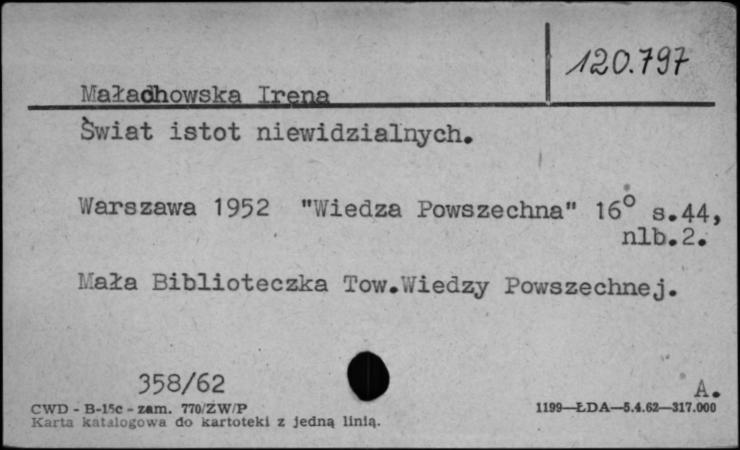 120.797
Maładhowska Irena
Świat istot niewidzialnych.
Warszawa 1952 "Wiedza Powszechna" 16° s.44,
nlb.2.
Mała Biblioteczka Tow.Wiedzy Powszechnej.
358/62
A.
CWD - B-15c - zam. 770/ZW/P
1199—ŁDA—5.4.62—317.000
Karta katalogowa do kartoteki z jedną linią.